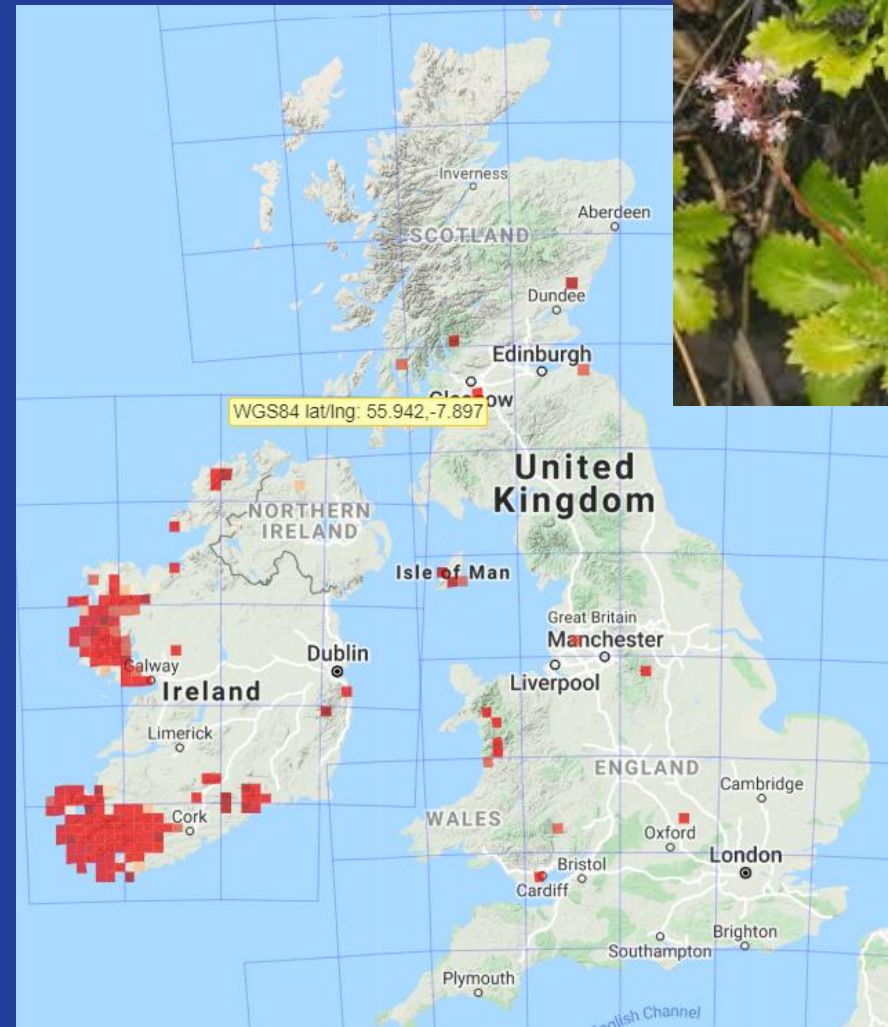 Inverness
Aberdeen
SCOTLAND
Dundee
Edinburgh
Glasgow
WGS84 lat/lng: 55.942,-7.897
United
Kingdom
NORTHERN
IRELAND
Isle of Man
Great Britain
Manchester
Galway
Dublin
Liverpool
Ireland
Limerick
ENGLAND
Cambridge
WALES
Cork
Oxford
London
Bristol
Cardiff
Brighton
Southampton
Plymouth
English Channel